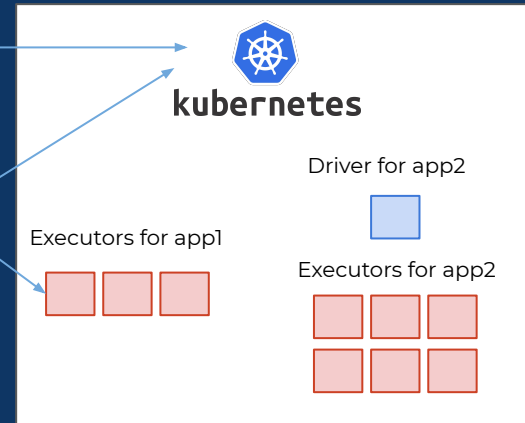 kubernetes
Driver for app2
Executors for app1
Executors for app2